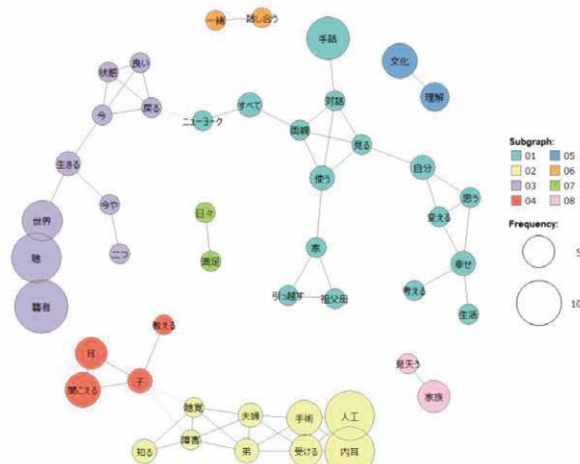 一緒
話し合う
手話
文化
理解
状態
良い
今
戻る
ニューヨーク
すべて
対話
両親
見る
使う
自分
思う
変える
幸せ
考える
生活
生きる
世界
聴
聾者
今や
二つ
日々
満足
家
引っ越す
祖父母
教える
耳
聞こえる
子
聴覚
障害
知る
夫婦
弟
手術
受ける
人工
内耳
見失う
家族
Subgraph:
01
02
03
04
05
06
07
08
Frequency:
5
10